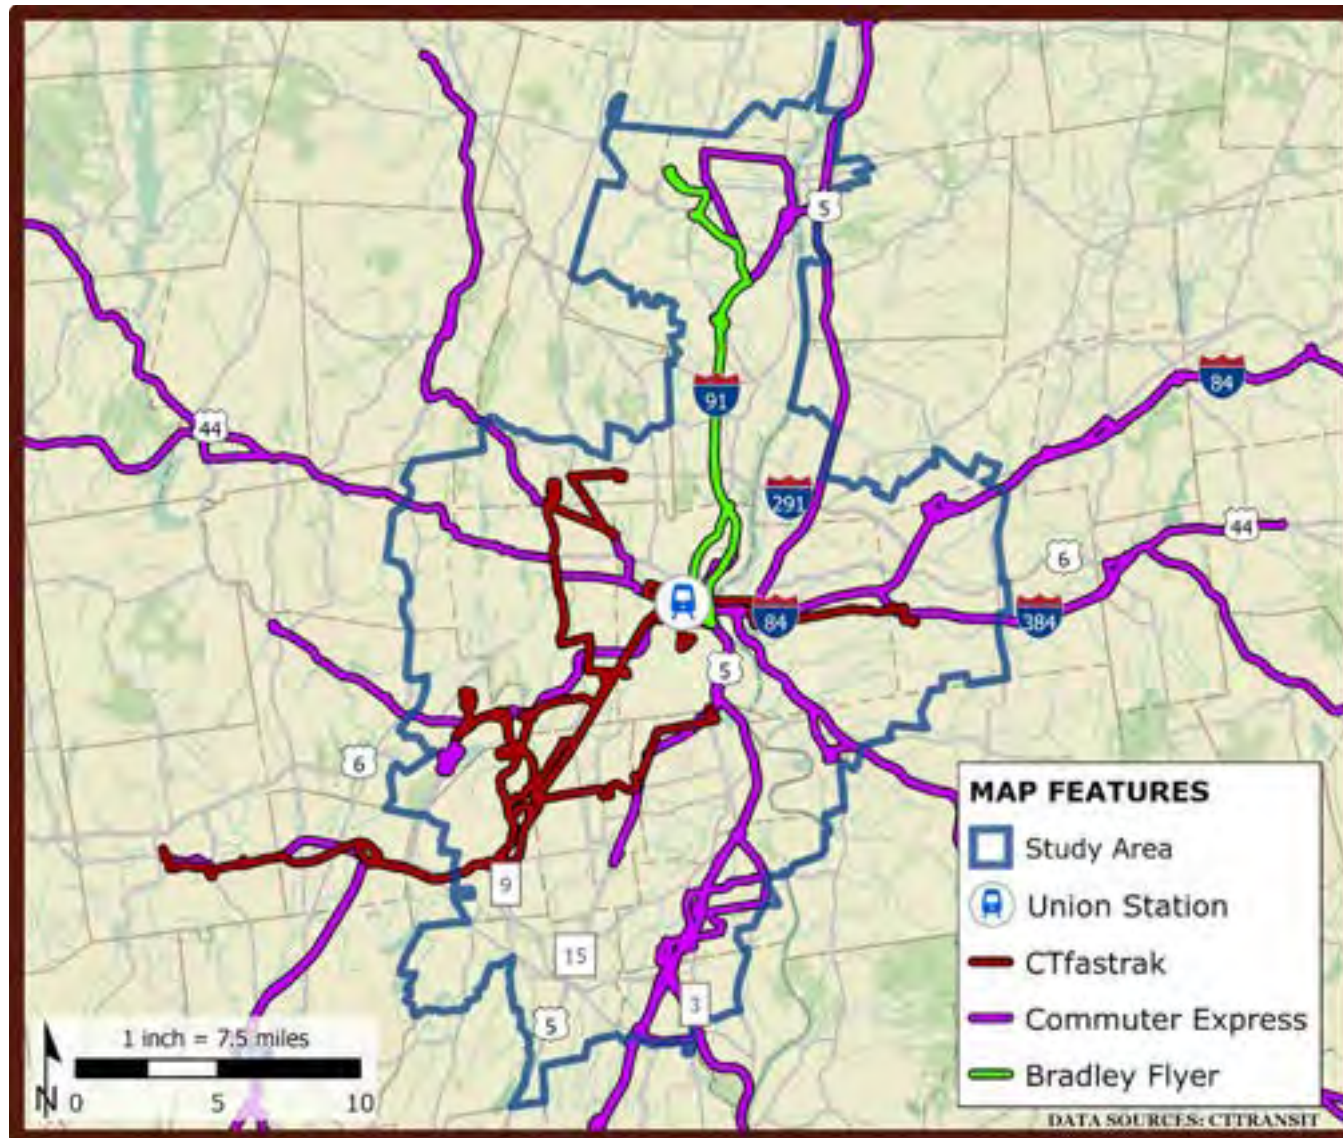 5
91
84
44
291
44
6
84
384
5
6
9
15
3
5
MAP FEATURES
Study Area
Union Station
CTfastrak
Commuter Express
Bradley Flyer
1 inch = 7.5 miles
N 0 5 10
DATA SOURCES: CTTRANSIT